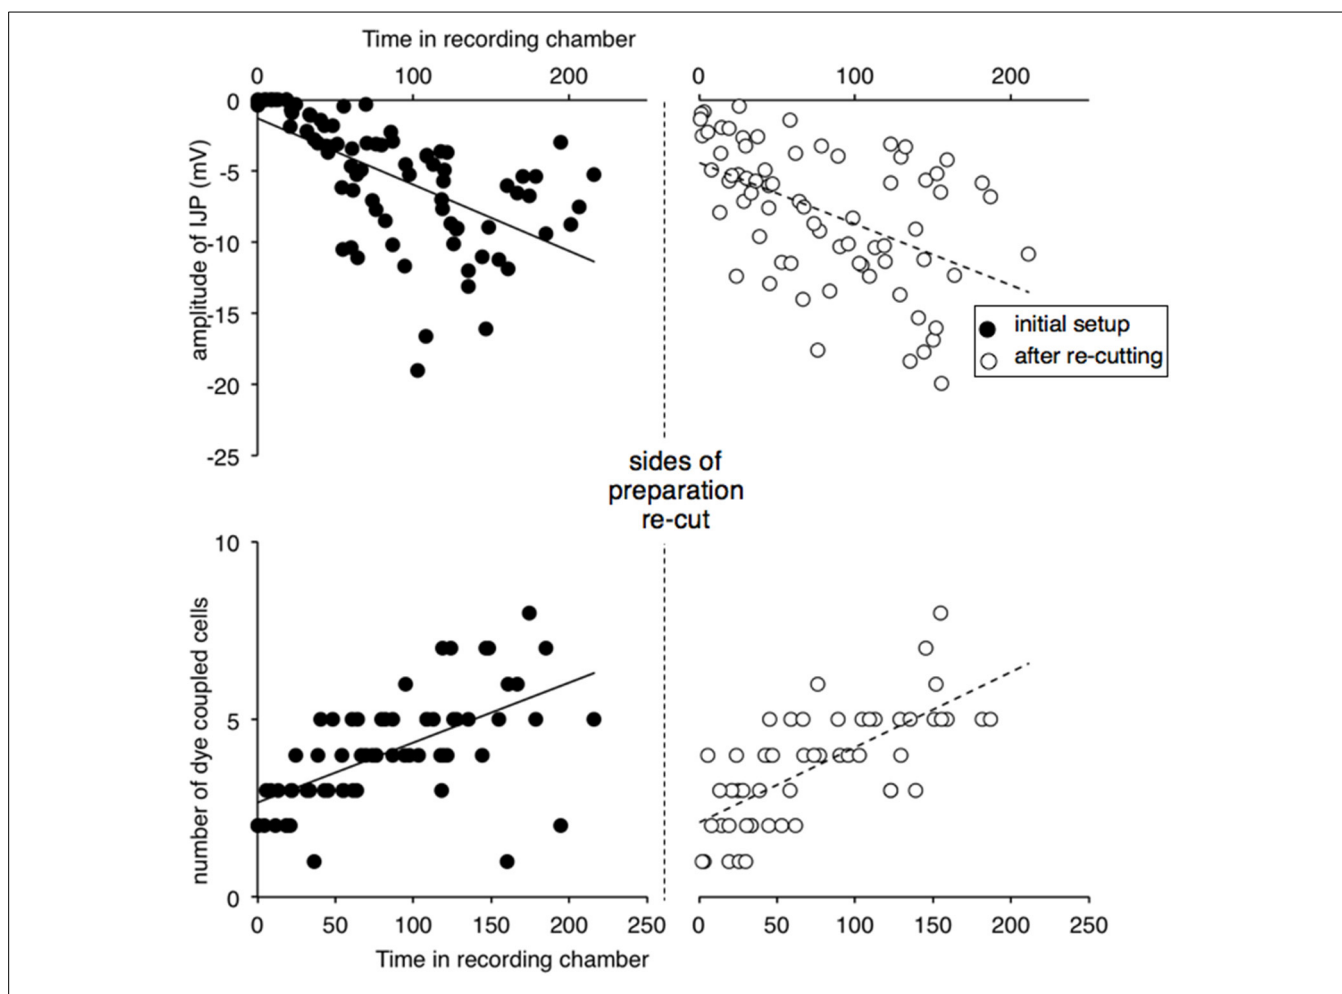 Time in recording chamber
0 100 200
0 100 200
0
-5
-10
-15
-20
-25
amplitude of IJP (mV)
initial setup
after re-cutting
sides of
preparation
re-cut
10
5
0
number of dye coupled cells
0 50 100 150 200 250
0 50 100 150 200 250
Time in recording chamber